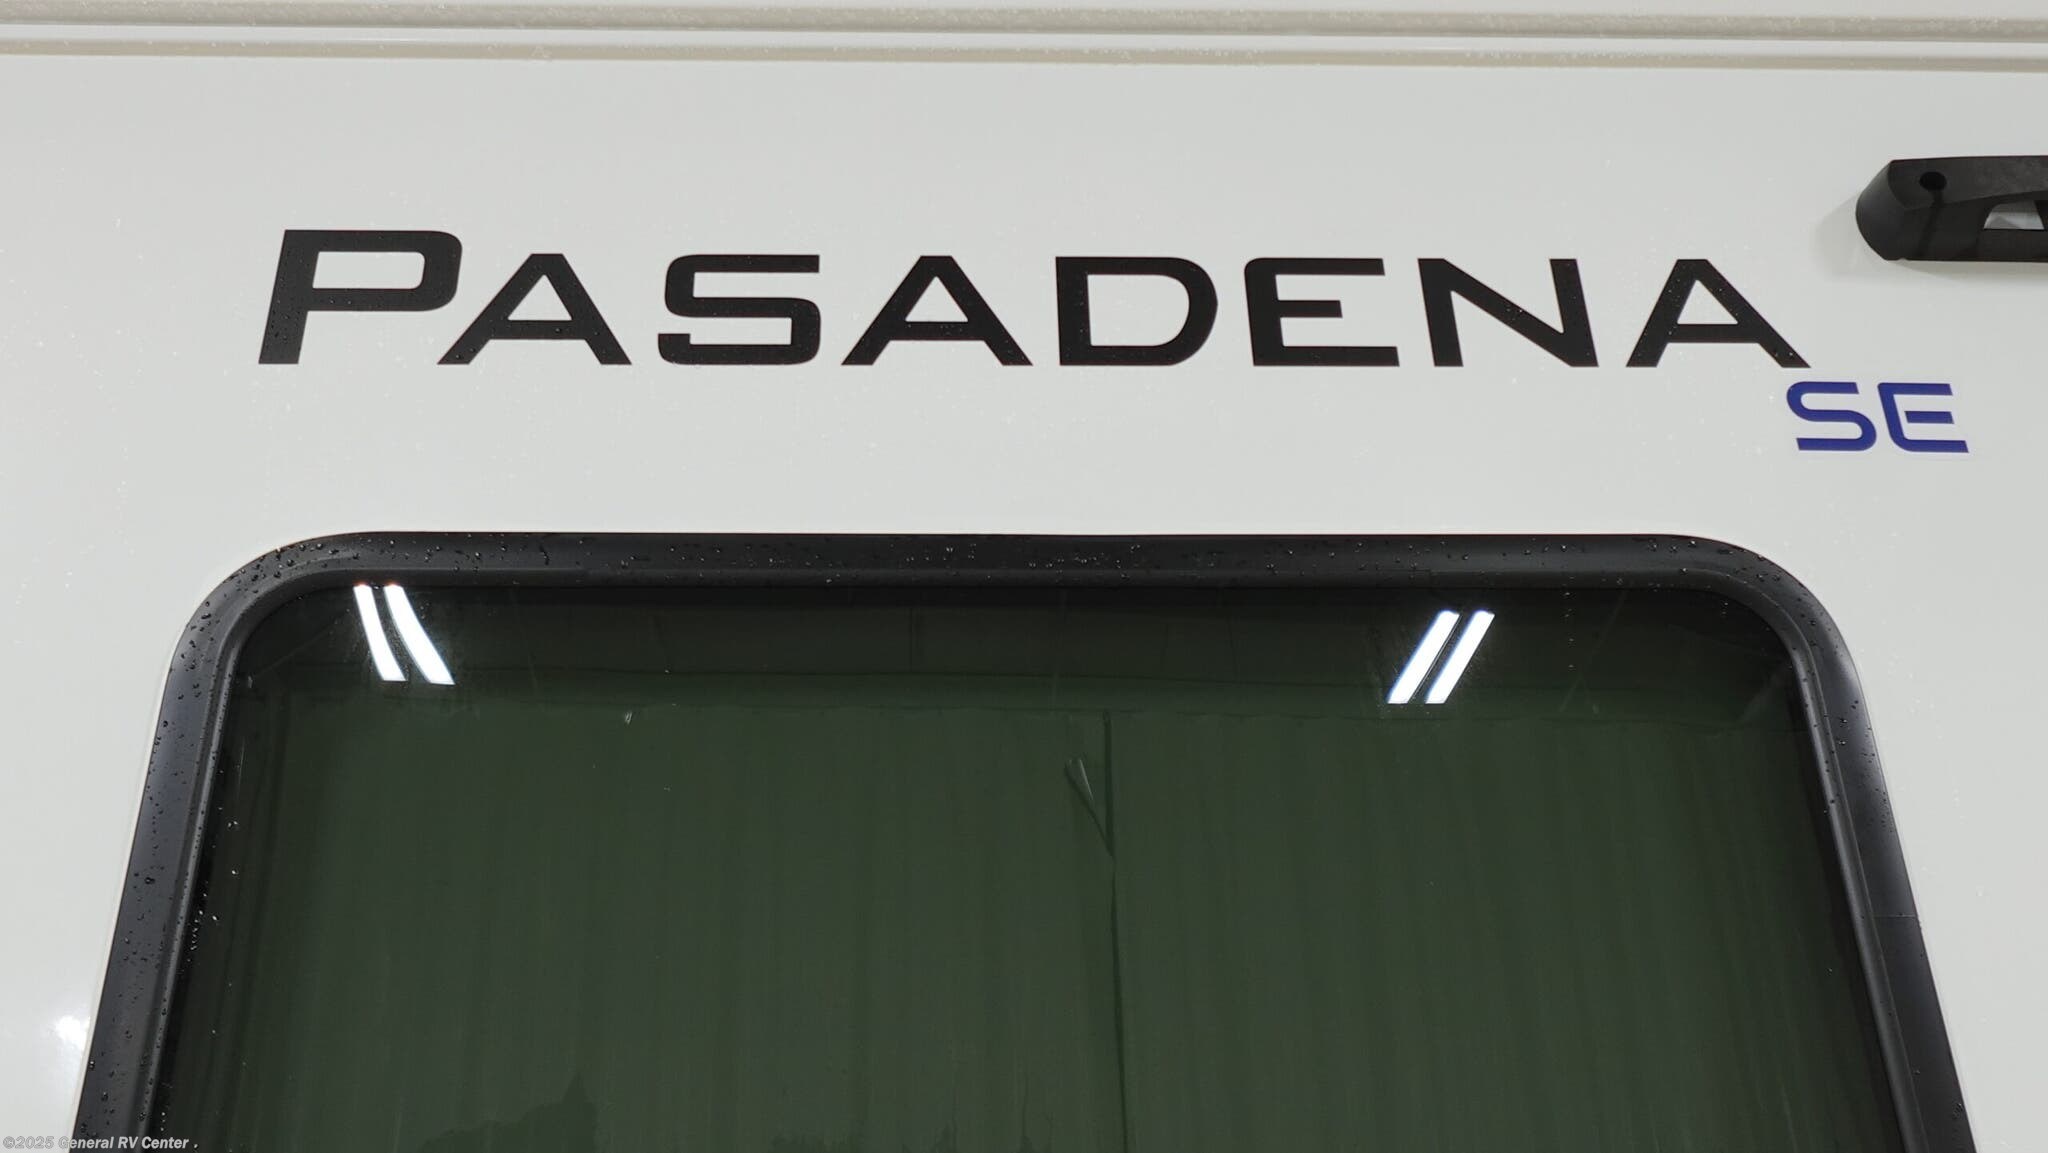 PASADENA
SE
©2025 General RV Center .